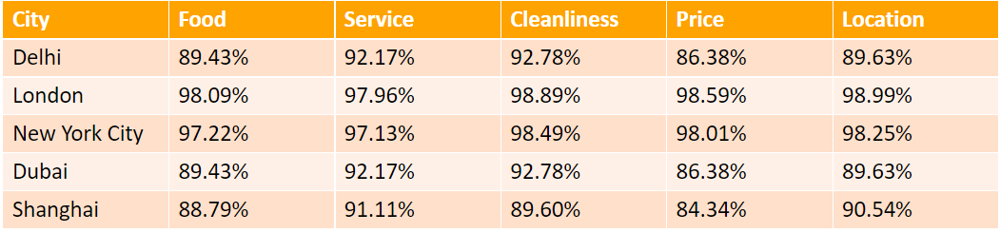 City Food Service Cleanliness Price Location
Delhi 89.43% 92.17% 92.78% 86.38% 89.63%
London 98.09% 97.96% 98.89% 98.59% 98.99%
New York City 97.22% 97.13% 98.49% 98.01% 98.25%
Dubai 89.43% 92.17% 92.78% 86.38% 89.63%
Shanghai 88.79% 91.11% 89.60% 84.34% 90.54%